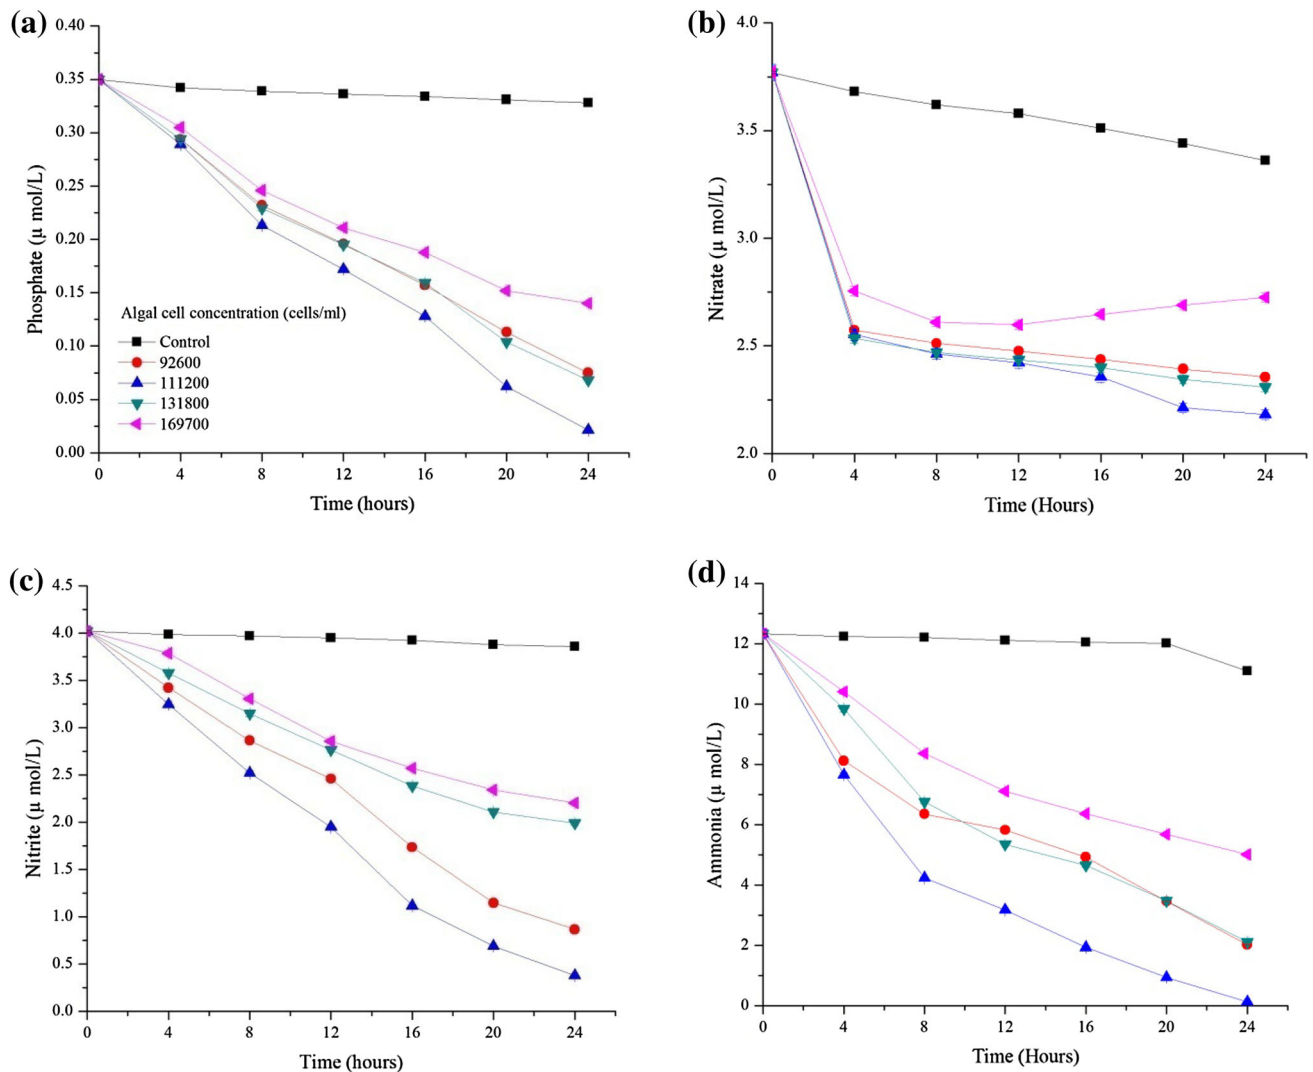 (a)
0.40
0.35
0.30
0.25
0.20
0.15
0.10
0.05
0.00
Phosphate (µ mol/L)
Algal cell concentration (cells/ml)
Control
92600
111200
131800
169700
0 4 8 12 16 20 24
Time (hours)
(b)
4.0
3.5
3.0
2.5
2.0
Nitrate (µ mol/L)
0 4 8 12 16 20 24
Time (Hours)
(c)
4.5
4.0
3.5
3.0
2.5
2.0
1.5
1.0
0.5
0.0
Nitrite (µ mol/L)
0 4 8 12 16 20 24
Time (hours)
(d)
14
12
10
8
6
4
2
0
Ammonia (µ mol/L)
0 4 8 12 16 20 24
Time (Hours)